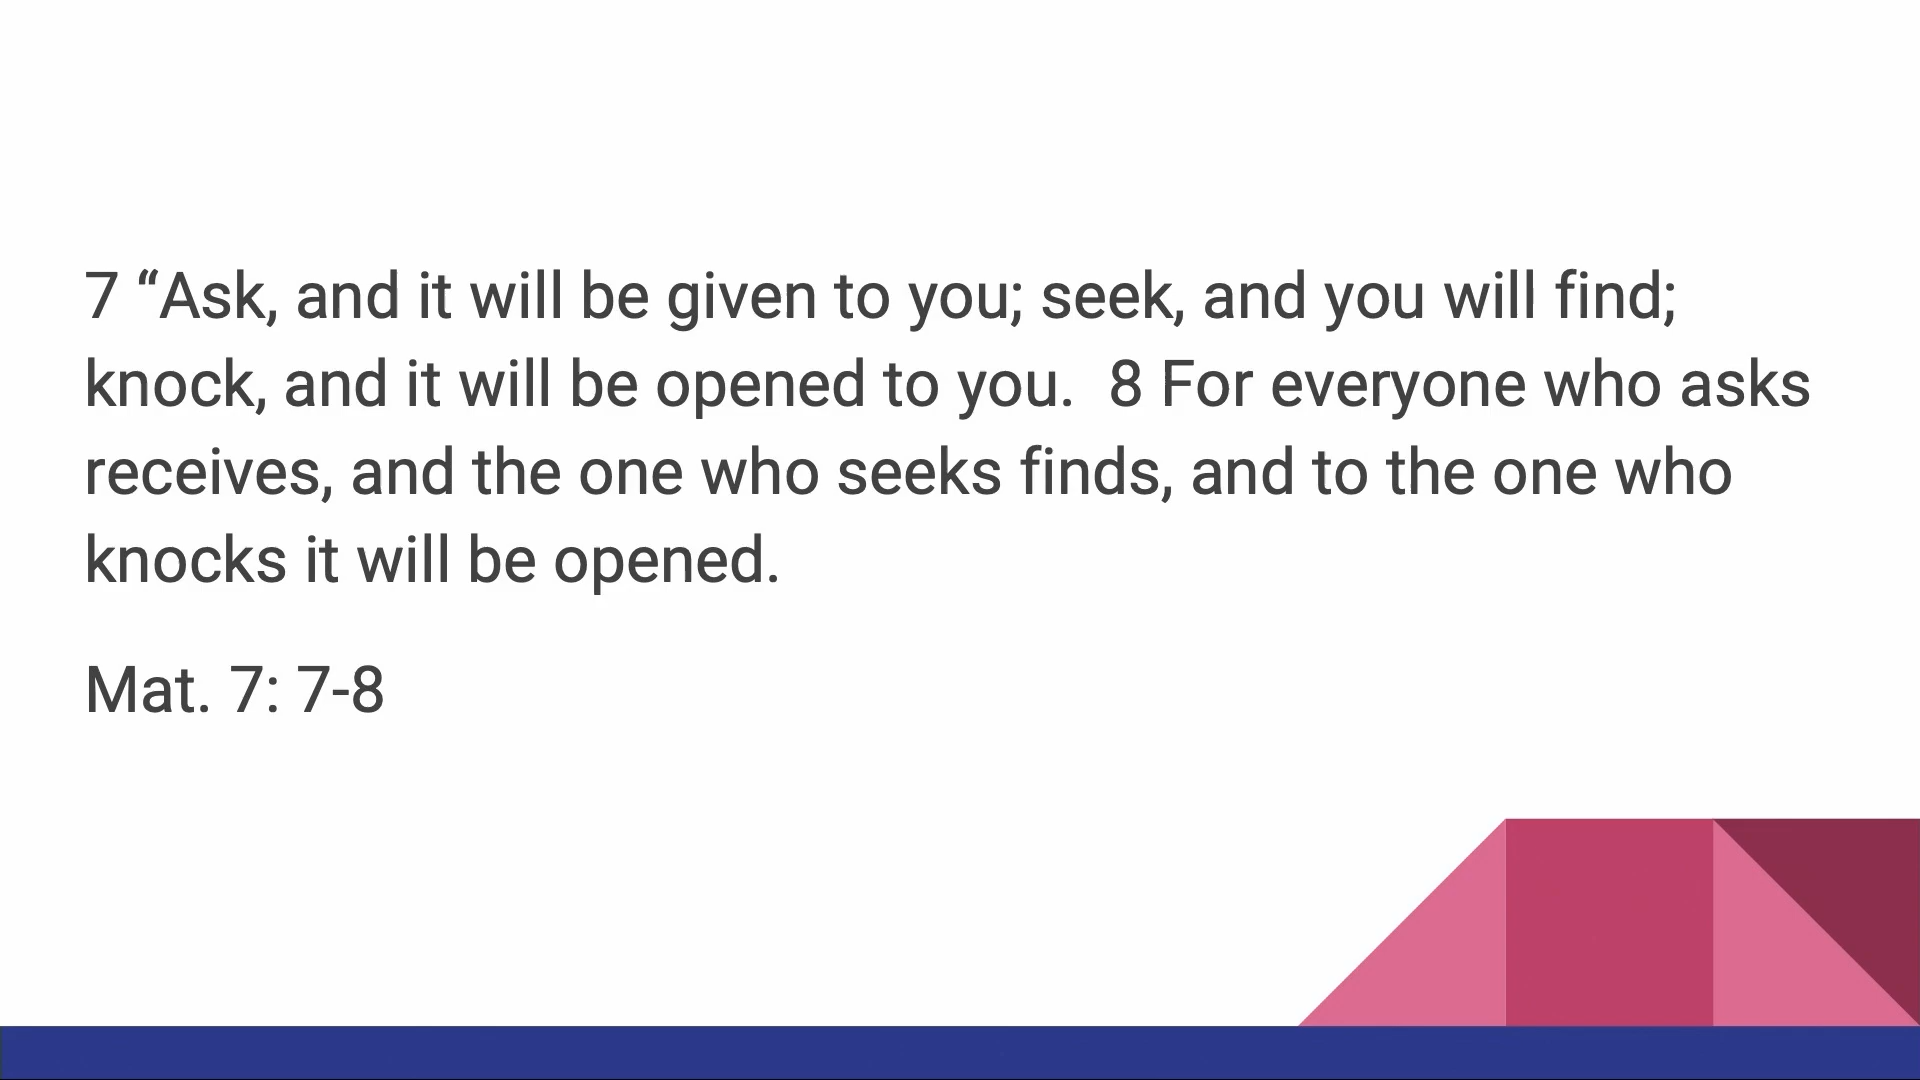 7 “Ask, and it will be given to you; seek, and you will find;
knock, and it will be opened to you.  8 For everyone who asks
receives, and the one who seeks finds, and to the one who
knocks it will be opened.
Mat. 7: 7-8